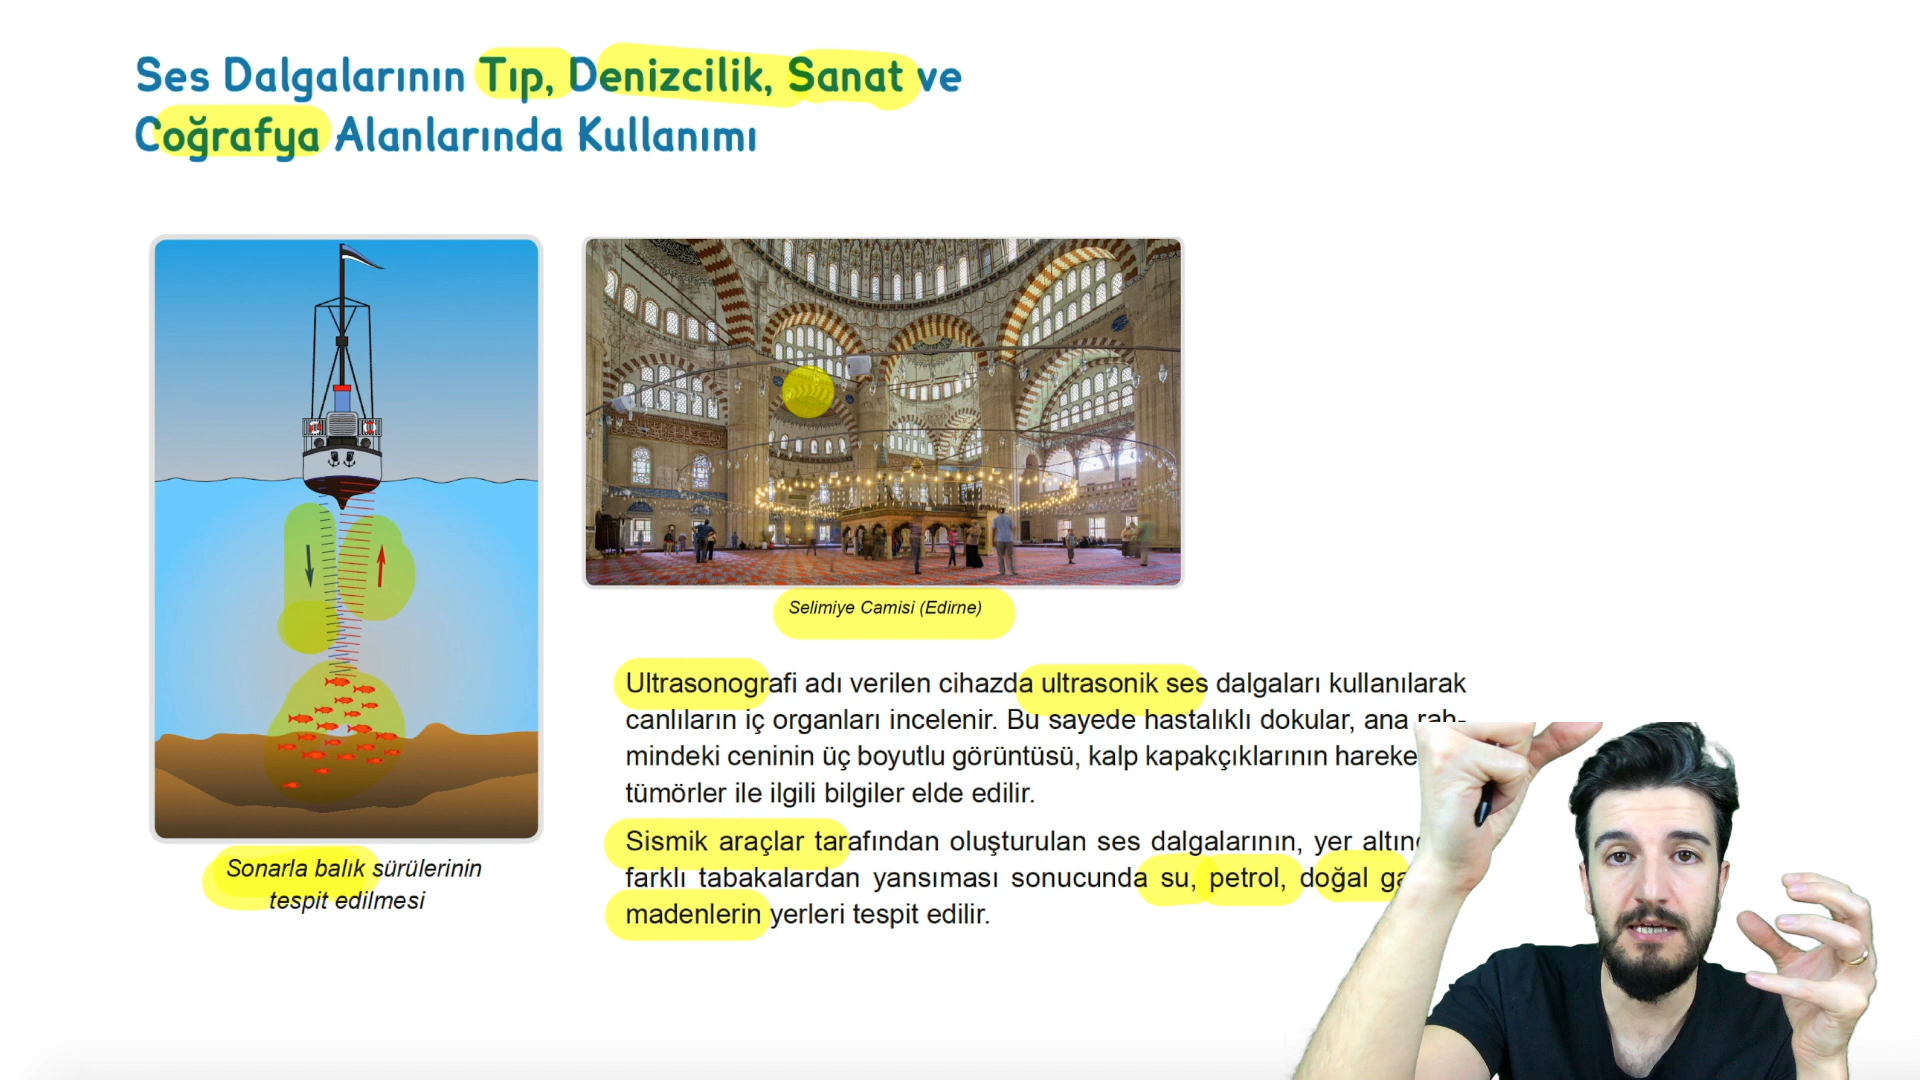 Ses Dalgalarının Tıp, Denizcilik, Sanat ve
Coğrafya Alanlarında Kullanımı
Selimiye Camisi (Edirne)
Ultrasonografi adı verilen cihazda ultrasonik ses dalgaları kullanılarak
canlıların iç organları incelenir. Bu sayede hastalıklı dokular, ana rah-
mindeki ceninin üç boyutlu görüntüsü, kalp kapakçıklarının
tümörler ile ilgili bilgiler elde edilir.
Sismik araçlar tarafından oluşturulan ses dalgalarının, yer
farklı tabakalardan yansıması sonucunda su, petrol, doğal
madenlerin yerleri tespit edilir.
Sonarla balık sürülerinin
tespit edilmesi